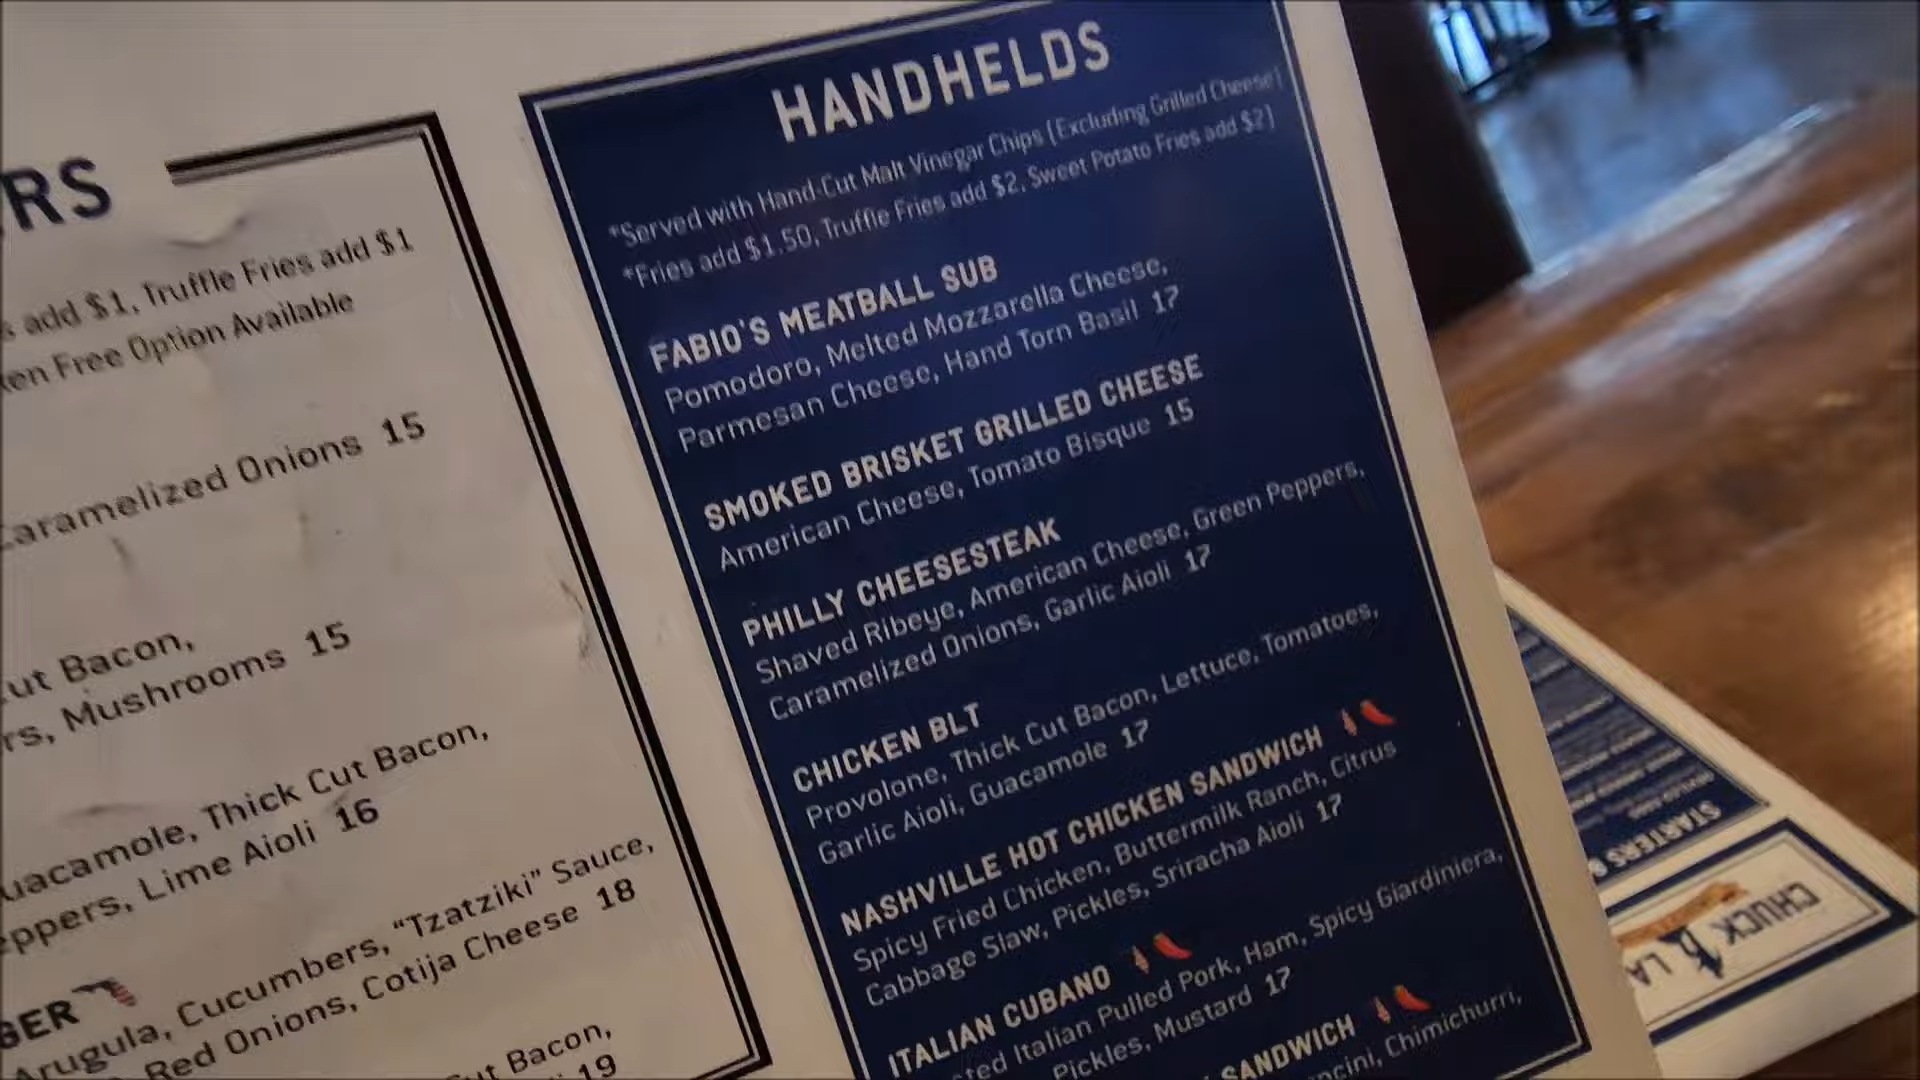 RS
add $1, Truffle Fries add $1
Free Option Available
Caramelized Onions 15
Cut Bacon,
Mushrooms 15
Guacamole, Thick Cut Bacon,
Peppers, Lime Aioli 16
GER
Arugula, Cucumbers, “Tzatziki” Sauce,
Red Onions, Cotija Cheese 18
Cut Bacon,
19
HANDHELDS
*Served with Hand-Cut Malt Vinegar Chips [Excluding Grilled Cheese]
*Fries add $1.50, Truffle Fries add $2, Sweet Potato Fries add $2]
FABIO'S MEATBALL SUB
Pomodoro, Melted Mozzarella Cheese,
Parmesan Cheese, Hand Torn Basil 17
SMOKED BRISKET GRILLED CHEESE
American Cheese, Tomato Bisque 15
PHILLY CHEESESTEAK
Shaved Ribeye, American Cheese, Green Peppers,
Caramelized Onions, Garlic Aioli 17
CHICKEN BLT
Provolone, Thick Cut Bacon, Lettuce, Tomatoes,
Garlic Aioli, Guacamole 17
NASHVILLE HOT CHICKEN SANDWICH
Spicy Fried Chicken, Buttermilk Ranch, Citrus
Cabbage Slaw, Pickles, Sriracha Aioli 17
ITALIAN CUBANO
Italian Pulled Pork, Ham, Spicy Giardiniera,
Pickles, Mustard 17
SANDWICH
Chimichurri,
STARTERS &
CHUCK LA